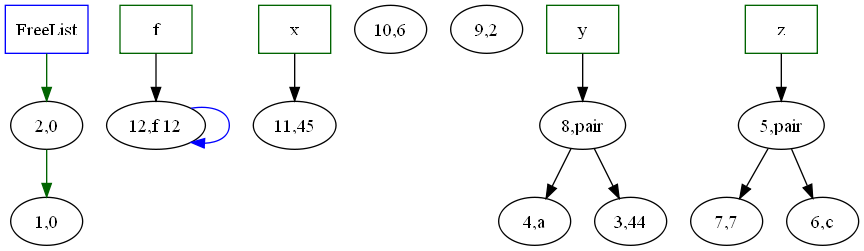 FreeList
f
x
10,6
9,2
y
z
2,0
12,f 12
11,45
8,pair
5,pair
1,0
4,a
3,44
7,7
6,c